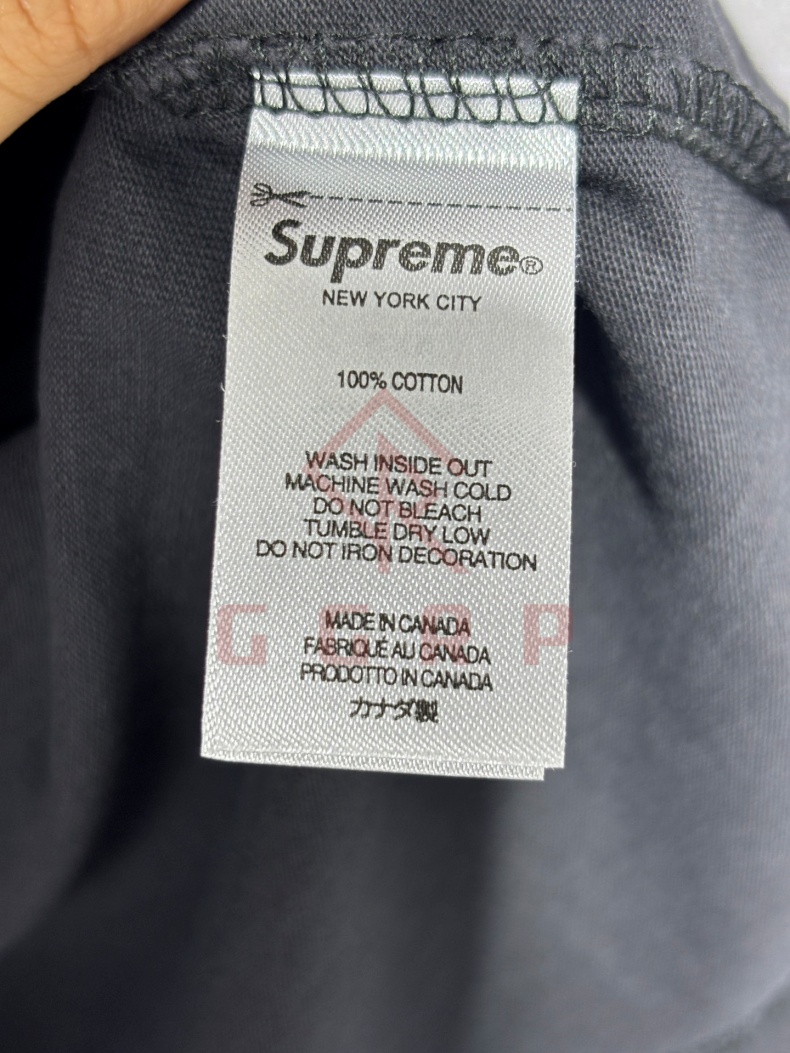 Supreme®
NEW YORK CITY
100% COTTON
WASH INSIDE OUT
MACHINE WASH COLD
DO NOT BLEACH
TUMBLE DRY LOW
DO NOT IRON DECORATION
MADE IN CANADA
FABRIQUÉ AU CANADA
PRODOTTO IN CANADA
カナダ製